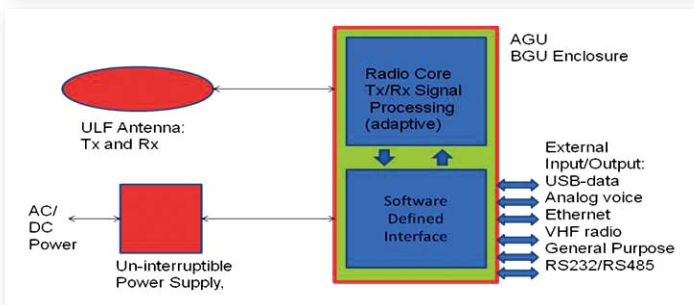 AGU
BGU Enclosure
Radio Core
Tx/Rx Signal
Processing
(adaptive)
ULF Antenna:
Tx and Rx
External
Input/Output:
USB-data
Analog voice
Ethernet
VHF radio
General Purpose
RS232/RS485
Software
Defined
Interface
AC/
DC
Power
Un-interruptible
Power Supply,